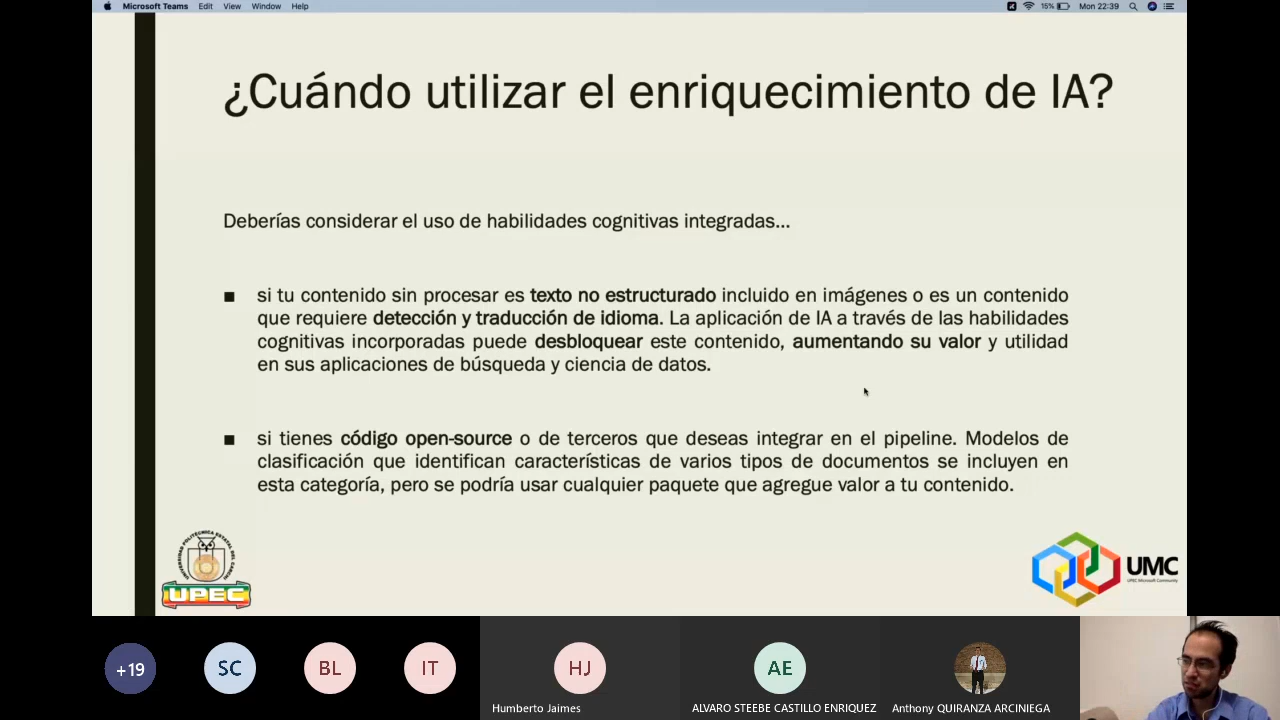 Microsoft Teams Edit View Window Help 15% Mon 22:39
¿Cuándo utilizar el enriquecimiento de IA?
Deberías considerar el uso de habilidades cognitivas integradas...
■ si tu contenido sin procesar es texto no estructurado incluido en imágenes o es un contenido
que requiere detección y traducción de idioma. La aplicación de IA a través de las habilidades
cognitivas incorporadas puede desbloquear este contenido, aumentando su valor y utilidad
en sus aplicaciones de búsqueda y ciencia de datos.
■ si tienes código open-source o de terceros que deseas integrar en el pipeline. Modelos de
clasificación que identifican características de varios tipos de documentos se incluyen en
esta categoría, pero se podría usar cualquier paquete que agregue valor a tu contenido.
UNIVERSIDAD POLITÉCNICA ESTATAL DEL CARCHI
UPEC
UMC
UPEC Microsoft Community
+19 SC BL IT HJ AE
Humberto Jaimes ALVARO STEEBE CASTILLO ENRIQUEZ Anthony QUIRANZA ARCINIEGA